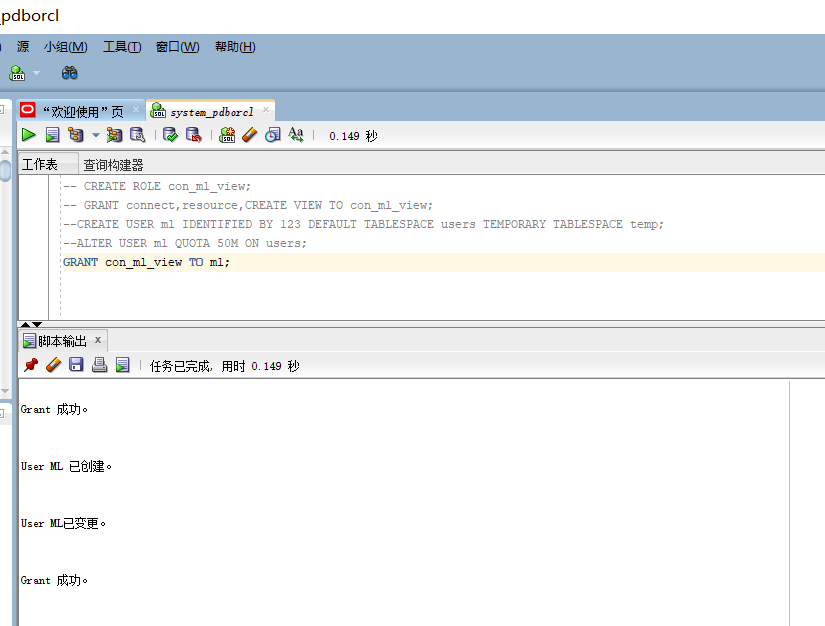 pdborcl
源 小组(M) 工具(T) 窗口(W) 帮助(H)
“欢迎使用”页 system_pdborcl
0.149 秒
工作表 查询构建器
-- CREATE ROLE con_ml_view;
-- GRANT connect,resource,CREATE VIEW TO con_ml_view;
--CREATE USER ml IDENTIFIED BY 123 DEFAULT TABLESPACE users TEMPORARY TABLESPACE temp;
--ALTER USER ml QUOTA 50M ON users;
GRANT con_ml_view TO ml;
脚本输出 x
任务已完成, 用时 0.149 秒
Grant 成功。
User ML 已创建。
User ML已变更。
Grant 成功。